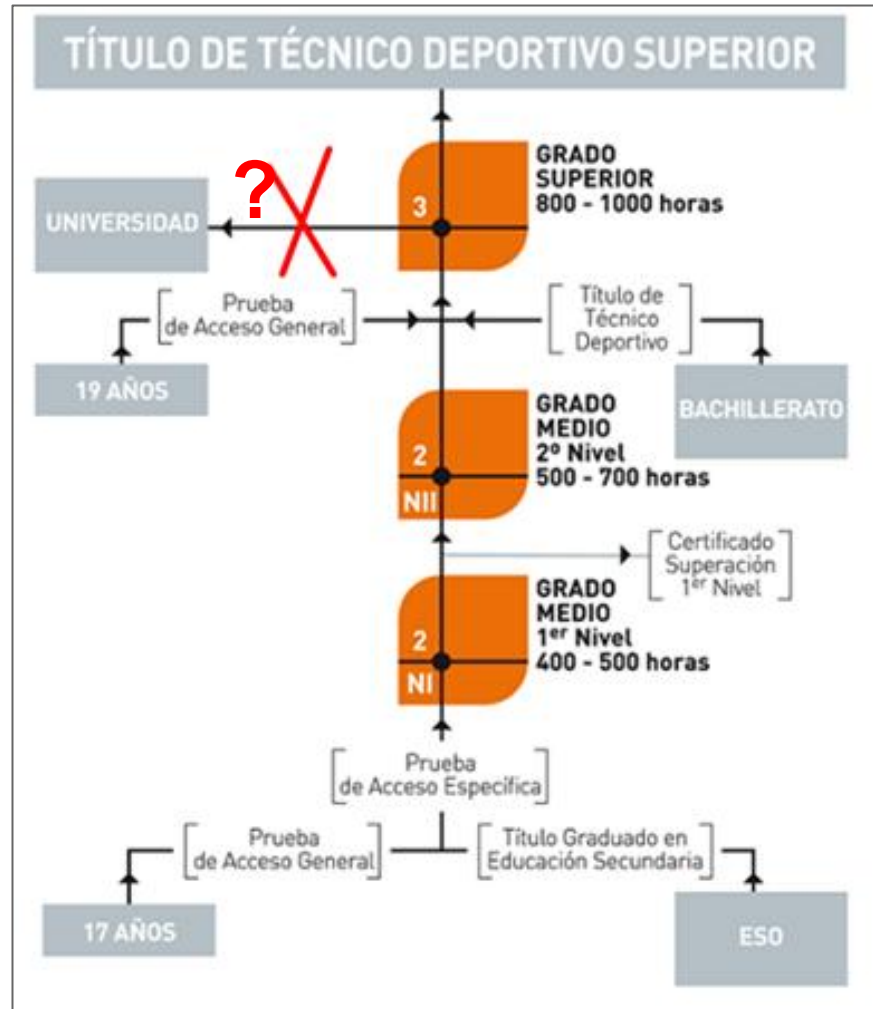 TÍTULO DE TÉCNICO DEPORTIVO SUPERIOR
GRADO
SUPERIOR
800 - 1000 horas
3
?
UNIVERSIDAD
Prueba
de Acceso General
Título de
Técnico
Deportivo
19 AÑOS
BACHILLERATO
GRADO
MEDIO
2º Nivel
500 - 700 horas
2
NII
Certificado
Superación
1er Nivel
GRADO
MEDIO
1er Nivel
400 - 500 horas
2
NI
Prueba
de Acceso Específica
Prueba
de Acceso General
Título Graduado en
Educación Secundaria
17 AÑOS
ESO